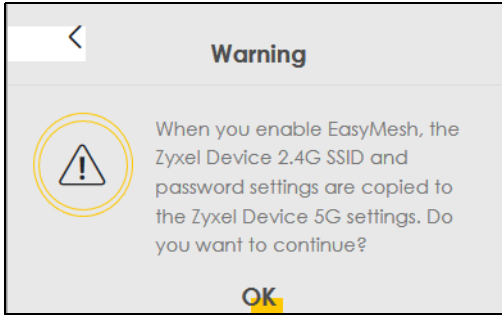 Warning
When you enable EasyMesh, the
Zyxel Device 2.4G SSID and
password settings are copied to
the Zyxel Device 5G settings. Do
you want to continue?
OK